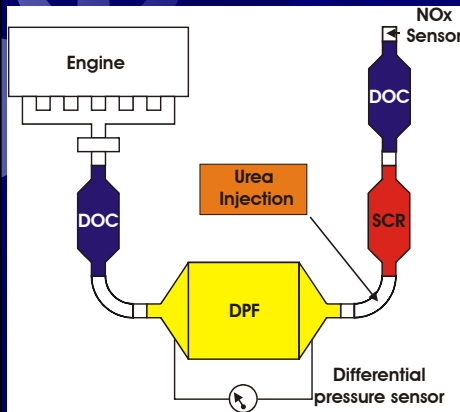 NOx
Sensor
Engine
DOC
Urea
Injection
DOC
SCR
DPF
Differential
pressure sensor